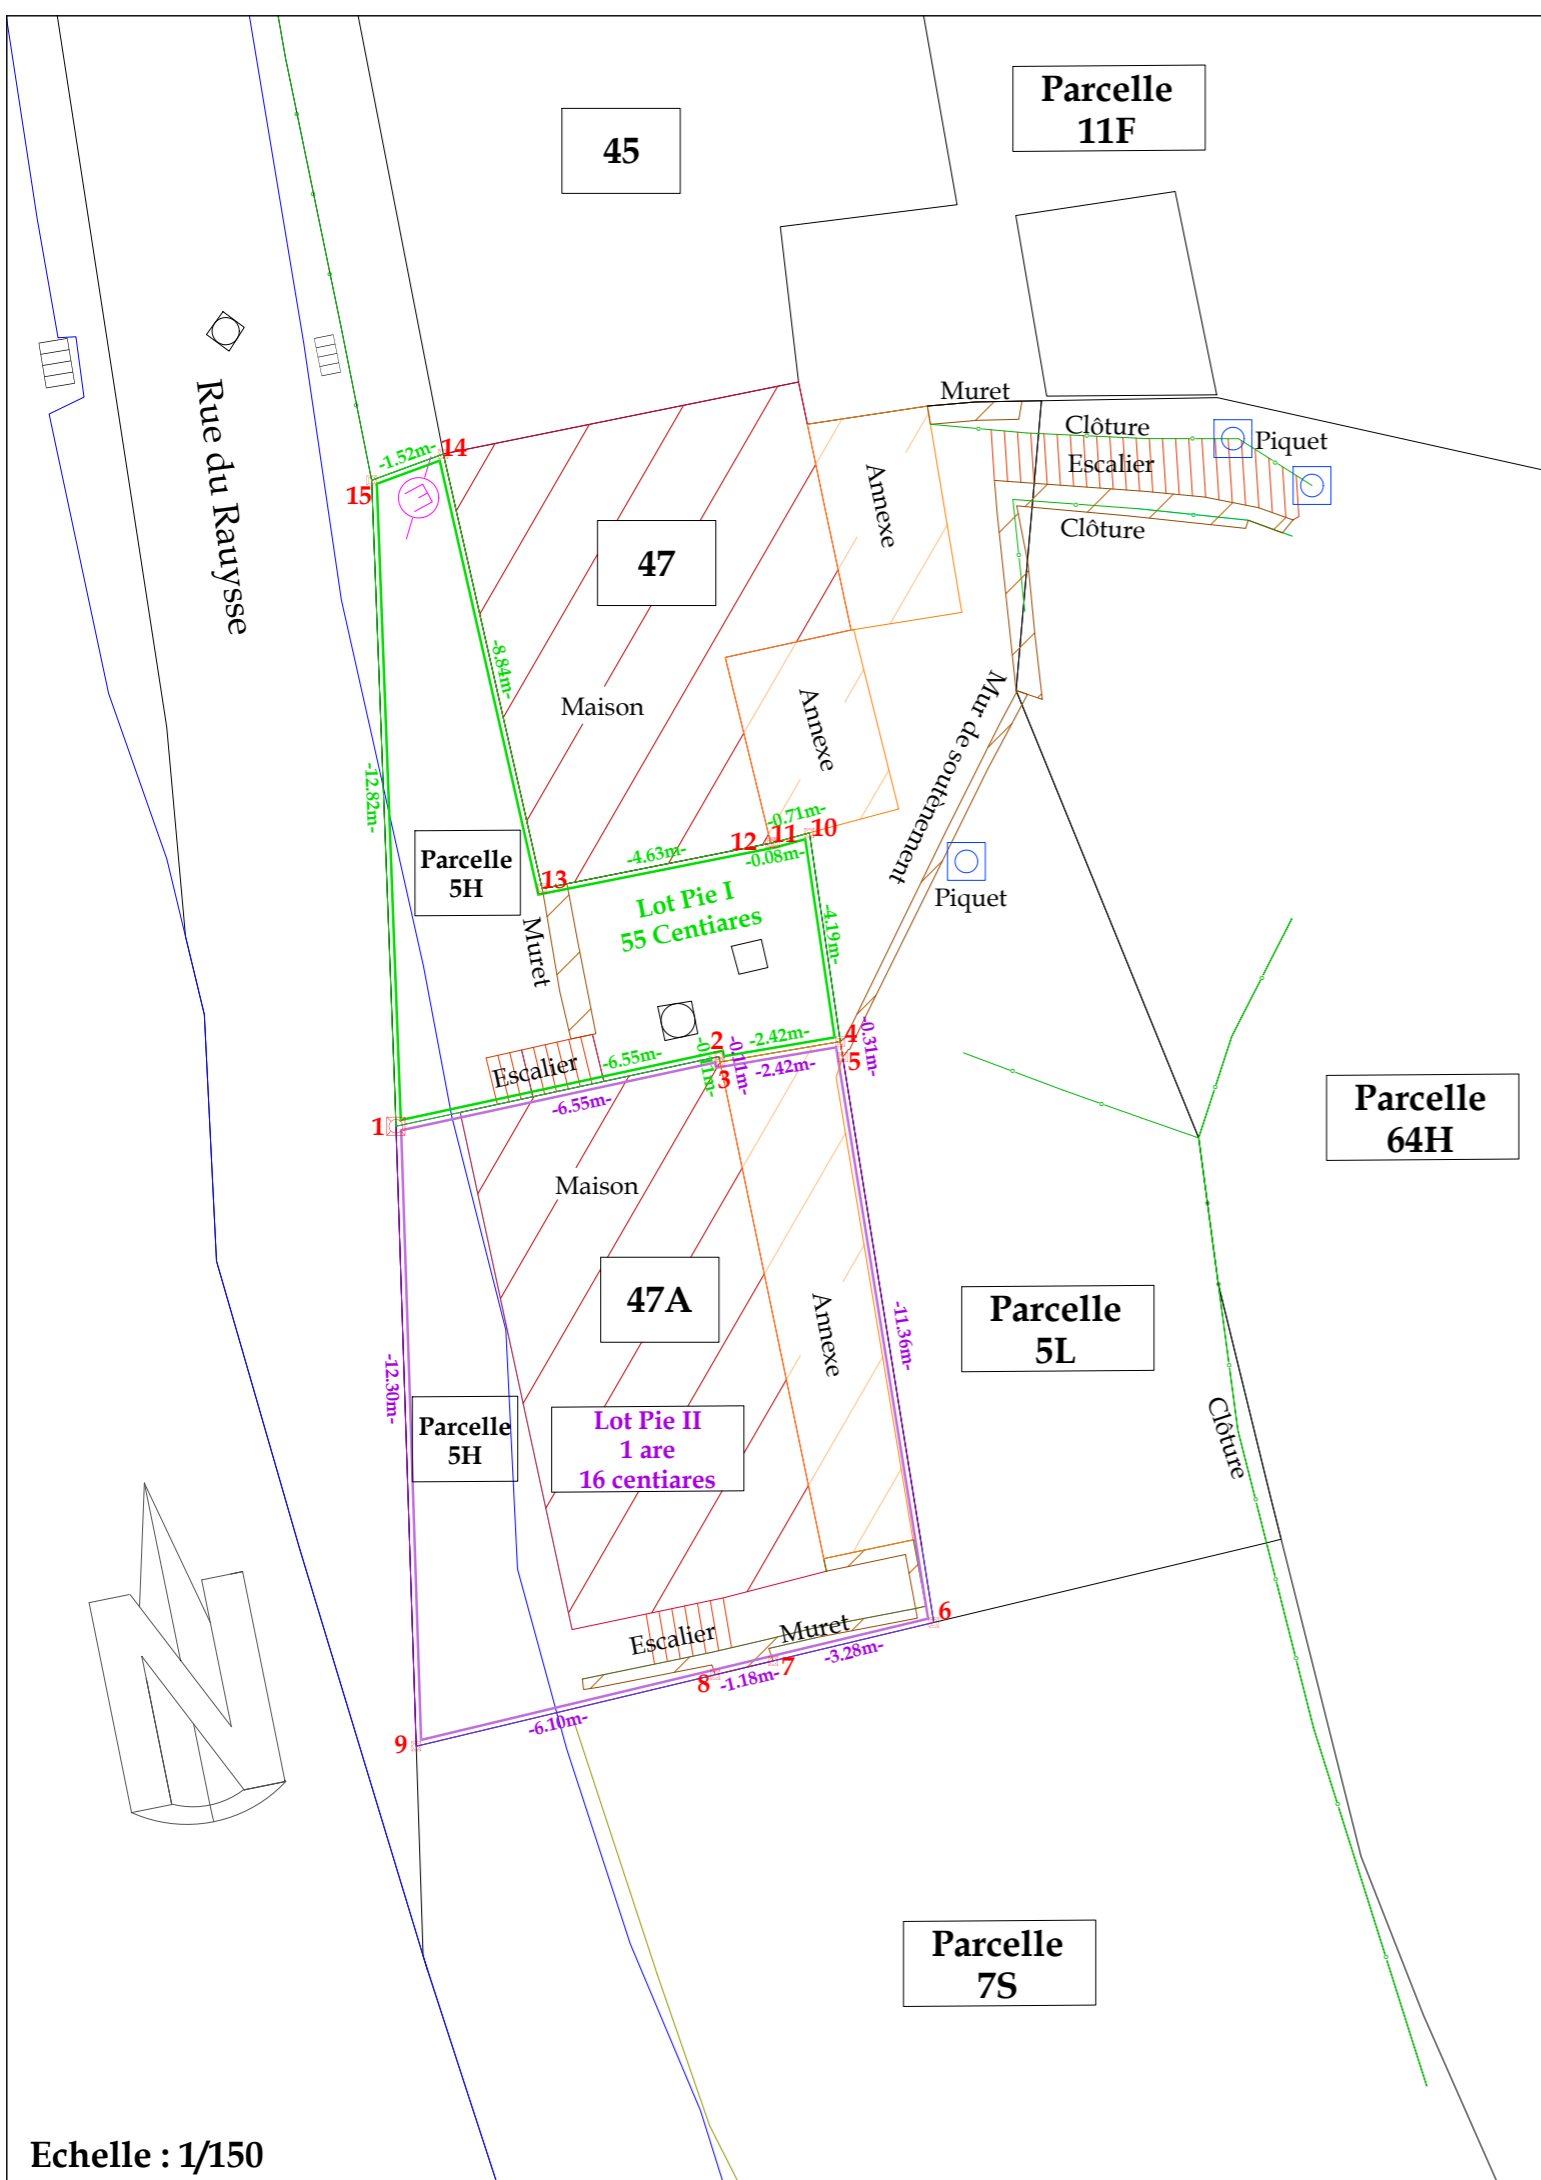 Parcelle
11F
45
Muret
Clôture
Piquet
Escalier
Clôture
-1.52m-
14
15
E
Rue du Rauysse
Annexe
47
-8.84m-
Maison
Annexe
Mur de soutènement
-12.82m-
-0.71m-
12
11
10
-4.63m-
-0.08m-
Parcelle
5H
13
Piquet
Lot Pie I
55 Centiares
Muret
-4.19m-
2
-0.11m-
-0.11m-
-2.42m-
4
-0.31m-
-6.55m-
Escalier
3
-2.42m-
5
-6.55m-
1
Parcelle
64H
Maison
47A
Annexe
-11.36m-
Parcelle
5L
-12.30m-
Parcelle
5H
Lot Pie II
1 are
16 centiares
Clôture
6
Escalier
Muret
-3.28m-
7
8
-1.18m-
-6.10m-
9
N
Parcelle
7S
Echelle : 1/150